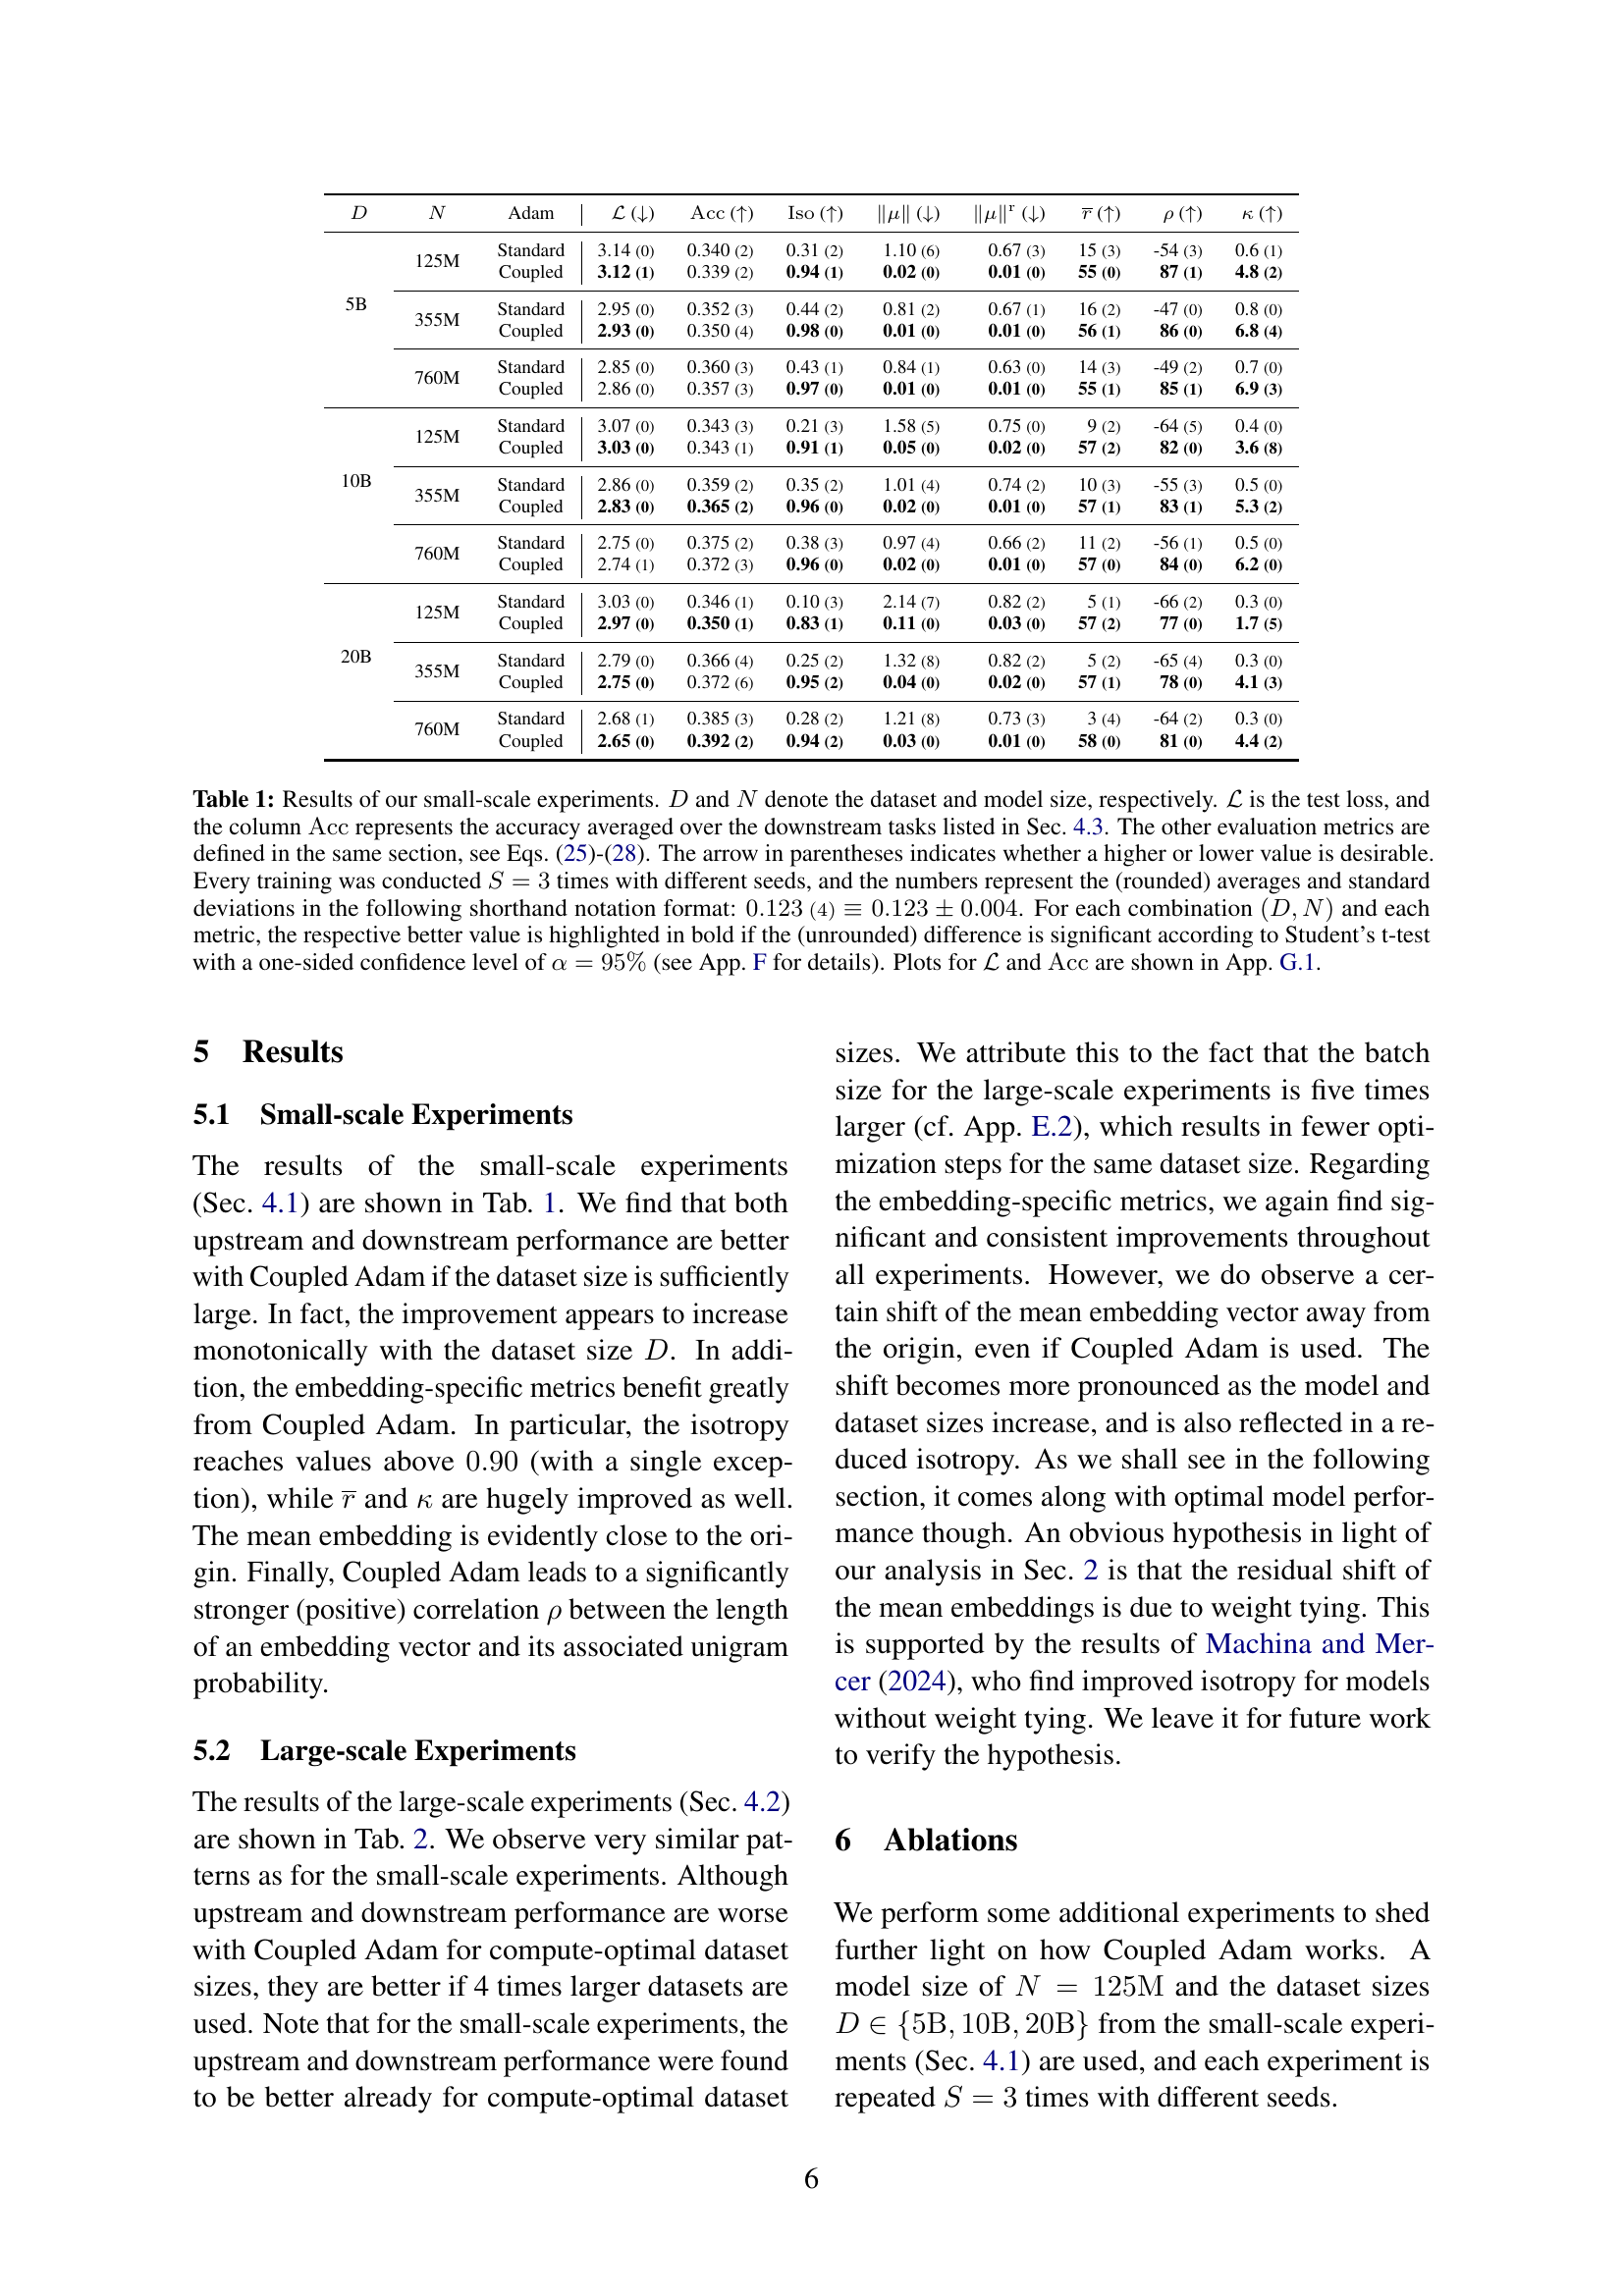 D N Adam L (↓) Acc (↑) Iso (↑) ‖μ‖ (↓) ‖μ‖ʳ (↓) r̅ (↑) ρ (↑) κ (↑)
5B
125M
Standard 3.14 (0) 0.340 (2) 0.31 (2) 1.10 (6) 0.67 (3) 15 (3) -54 (3) 0.6 (1)
Coupled 3.12 (1) 0.339 (2) 0.94 (1) 0.02 (0) 0.01 (0) 55 (0) 87 (1) 4.8 (2)
355M
Standard 2.95 (0) 0.352 (3) 0.44 (2) 0.81 (2) 0.67 (1) 16 (2) -47 (0) 0.8 (0)
Coupled 2.93 (0) 0.350 (4) 0.98 (0) 0.01 (0) 0.01 (0) 56 (1) 86 (0) 6.8 (4)
760M
Standard 2.85 (0) 0.360 (3) 0.43 (1) 0.84 (1) 0.63 (0) 14 (3) -49 (2) 0.7 (0)
Coupled 2.86 (0) 0.357 (3) 0.97 (0) 0.01 (0) 0.01 (0) 55 (1) 85 (1) 6.9 (3)
10B
125M
Standard 3.07 (0) 0.343 (3) 0.21 (3) 1.58 (5) 0.75 (0) 9 (2) -64 (5) 0.4 (0)
Coupled 3.03 (0) 0.343 (1) 0.91 (1) 0.05 (0) 0.02 (0) 57 (2) 82 (0) 3.6 (8)
355M
Standard 2.86 (0) 0.359 (2) 0.35 (2) 1.01 (4) 0.74 (2) 10 (3) -55 (3) 0.5 (0)
Coupled 2.83 (0) 0.365 (2) 0.96 (0) 0.02 (0) 0.01 (0) 57 (1) 83 (1) 5.3 (2)
760M
Standard 2.75 (0) 0.375 (2) 0.38 (3) 0.97 (4) 0.66 (2) 11 (2) -56 (1) 0.5 (0)
Coupled 2.74 (1) 0.372 (3) 0.96 (0) 0.02 (0) 0.01 (0) 57 (0) 84 (0) 6.2 (0)
20B
125M
Standard 3.03 (0) 0.346 (1) 0.10 (3) 2.14 (7) 0.82 (2) 5 (1) -66 (2) 0.3 (0)
Coupled 2.97 (0) 0.350 (1) 0.83 (1) 0.11 (0) 0.03 (0) 57 (2) 77 (0) 1.7 (5)
355M
Standard 2.79 (0) 0.366 (4) 0.25 (2) 1.32 (8) 0.82 (2) 5 (2) -65 (4) 0.3 (0)
Coupled 2.75 (0) 0.372 (6) 0.95 (2) 0.04 (0) 0.02 (0) 57 (1) 78 (0) 4.1 (3)
760M
Standard 2.68 (1) 0.385 (3) 0.28 (2) 1.21 (8) 0.73 (3) 3 (4) -64 (2) 0.3 (0)
Coupled 2.65 (0) 0.392 (2) 0.94 (2) 0.03 (0) 0.01 (0) 58 (0) 81 (0) 4.4 (2)
Table 1: Results of our small-scale experiments. D and N denote the dataset and model size, respectively. L is the test loss, and
the column Acc represents the accuracy averaged over the downstream tasks listed in Sec. 4.3. The other evaluation metrics are
defined in the same section, see Eqs. (25)-(28). The arrow in parentheses indicates whether a higher or lower value is desirable.
Every training was conducted S = 3 times with different seeds, and the numbers represent the (rounded) averages and standard
deviations in the following shorthand notation format: 0.123 (4) ≡ 0.123 ± 0.004. For each combination (D, N) and each
metric, the respective better value is highlighted in bold if the (unrounded) difference is significant according to Student's t-test
with a one-sided confidence level of α = 95% (see App. F for details). Plots for L and Acc are shown in App. G.1.
5 Results
5.1 Small-scale Experiments
The results of the small-scale experiments
(Sec. 4.1) are shown in Tab. 1. We find that both
upstream and downstream performance are better
with Coupled Adam if the dataset size is sufficiently
large. In fact, the improvement appears to increase
monotonically with the dataset size D. In addi-
tion, the embedding-specific metrics benefit greatly
from Coupled Adam. In particular, the isotropy
reaches values above 0.90 (with a single excep-
tion), while r̅ and κ are hugely improved as well.
The mean embedding is evidently close to the ori-
gin. Finally, Coupled Adam leads to a significantly
stronger (positive) correlation ρ between the length
of an embedding vector and its associated unigram
probability.
5.2 Large-scale Experiments
The results of the large-scale experiments (Sec. 4.2)
are shown in Tab. 2. We observe very similar pat-
terns as for the small-scale experiments. Although
upstream and downstream performance are worse
with Coupled Adam for compute-optimal dataset
sizes, they are better if 4 times larger datasets are
used. Note that for the small-scale experiments, the
upstream and downstream performance were found
to be better already for compute-optimal dataset
sizes. We attribute this to the fact that the batch
size for the large-scale experiments is five times
larger (cf. App. E.2), which results in fewer opti-
mization steps for the same dataset size. Regarding
the embedding-specific metrics, we again find sig-
nificant and consistent improvements throughout
all experiments. However, we do observe a cer-
tain shift of the mean embedding vector away from
the origin, even if Coupled Adam is used. The
shift becomes more pronounced as the model and
dataset sizes increase, and is also reflected in a re-
duced isotropy. As we shall see in the following
section, it comes along with optimal model perfor-
mance though. An obvious hypothesis in light of
our analysis in Sec. 2 is that the residual shift of
the mean embeddings is due to weight tying. This
is supported by the results of Machina and Mer-
cer (2024), who find improved isotropy for models
without weight tying. We leave it for future work
to verify the hypothesis.
6 Ablations
We perform some additional experiments to shed
further light on how Coupled Adam works. A
model size of N = 125M and the dataset sizes
D ∈ {5B, 10B, 20B} from the small-scale experi-
ments (Sec. 4.1) are used, and each experiment is
repeated S = 3 times with different seeds.
6